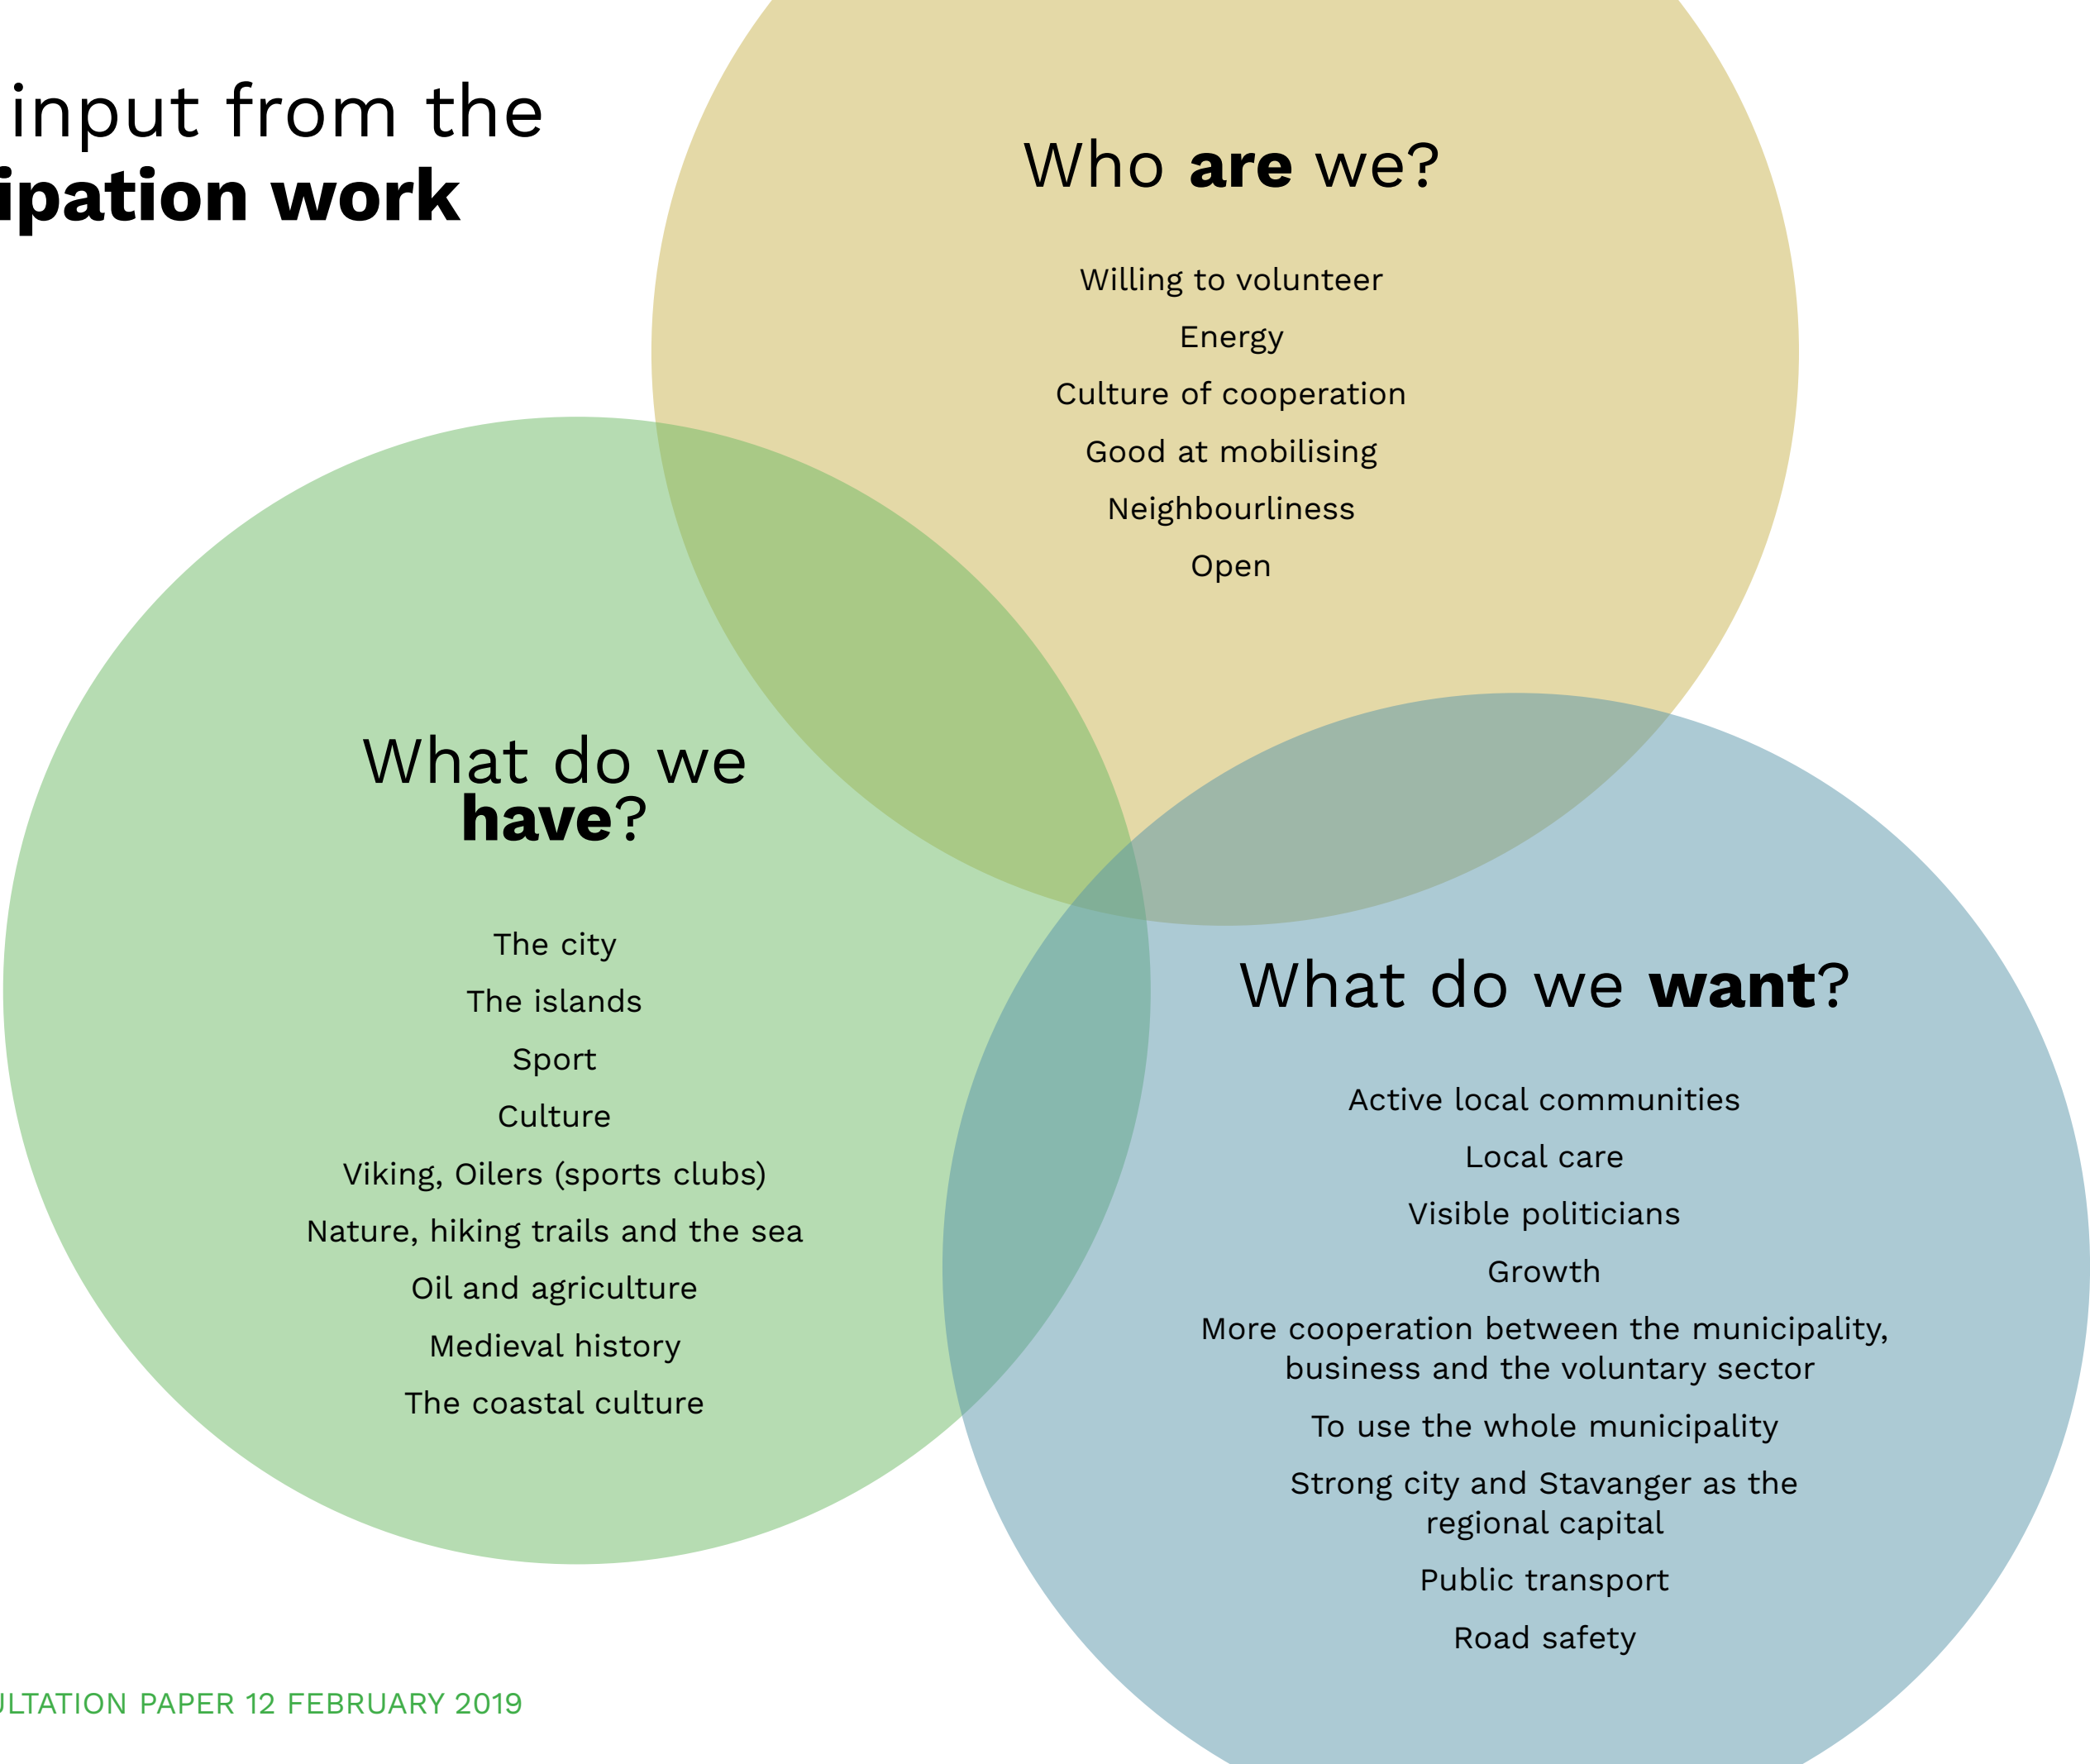 input from the
ipation work
Who are we?
Willing to volunteer
Energy
Culture of cooperation
Good at mobilising
Neighbourliness
Open
What do we
have?
The city
The islands
Sport
Culture
Viking, Oilers (sports clubs)
Nature, hiking trails and the sea
Oil and agriculture
Medieval history
The coastal culture
What do we want?
Active local communities
Local care
Visible politicians
Growth
More cooperation between the municipality,
business and the voluntary sector
To use the whole municipality
Strong city and Stavanger as the
regional capital
Public transport
Road safety
ULTATION PAPER 12 FEBRUARY 2019